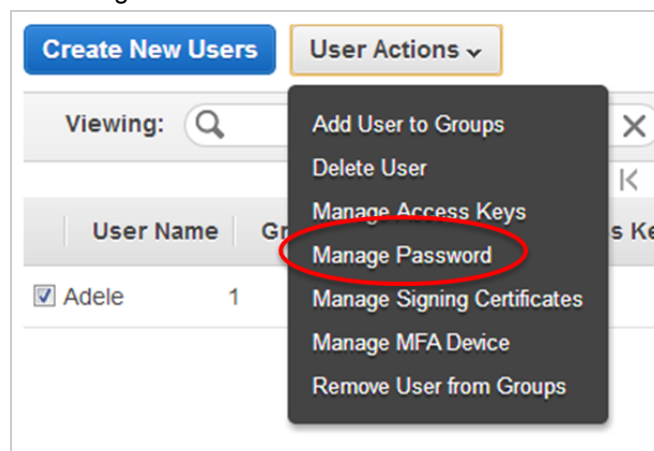 Create New Users
User Actions
Viewing:
Add User to Groups
Delete User
Manage Access Keys
User Name
Manage Password
Adele
1
Manage Signing Certificates
Manage MFA Device
Remove User from Groups